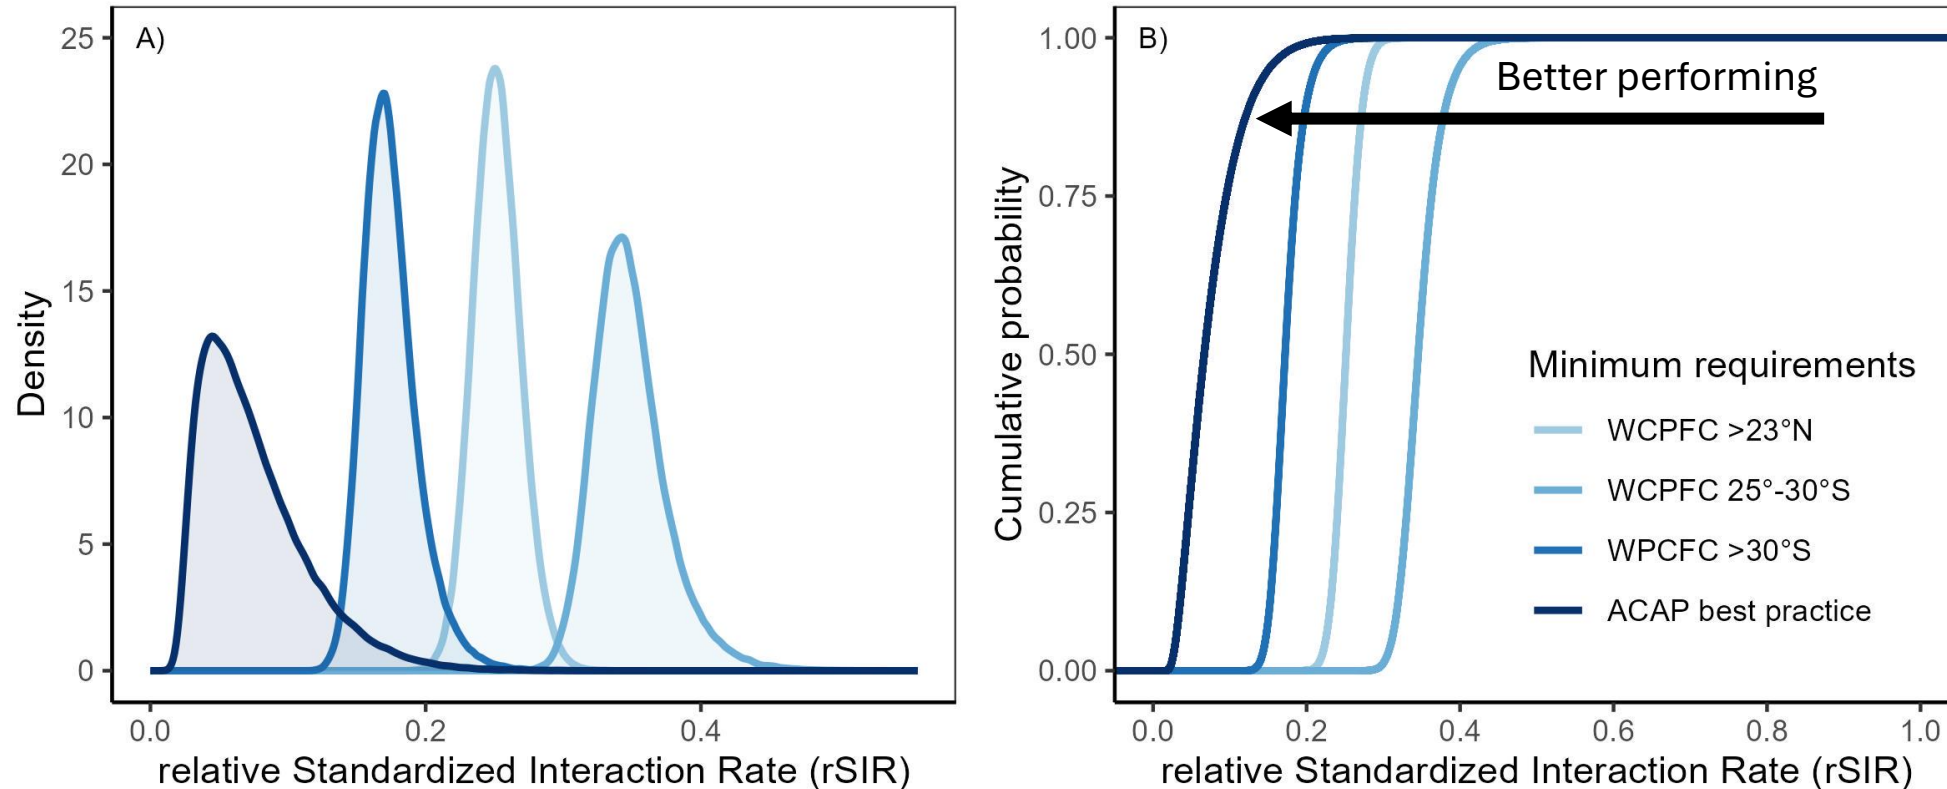 A)
25
20
15
10
5
0
Density
0.0 0.2 0.4
relative Standardized Interaction Rate (rSIR)
B)
1.00
0.75
0.50
0.25
0.00
Cumulative probability
Better performing
Minimum requirements
WCPFC >23°N
WCPFC 25°-30°S
WPCFC >30°S
ACAP best practice
0.0 0.2 0.4 0.6 0.8 1.0
relative Standardized Interaction Rate (rSIR)